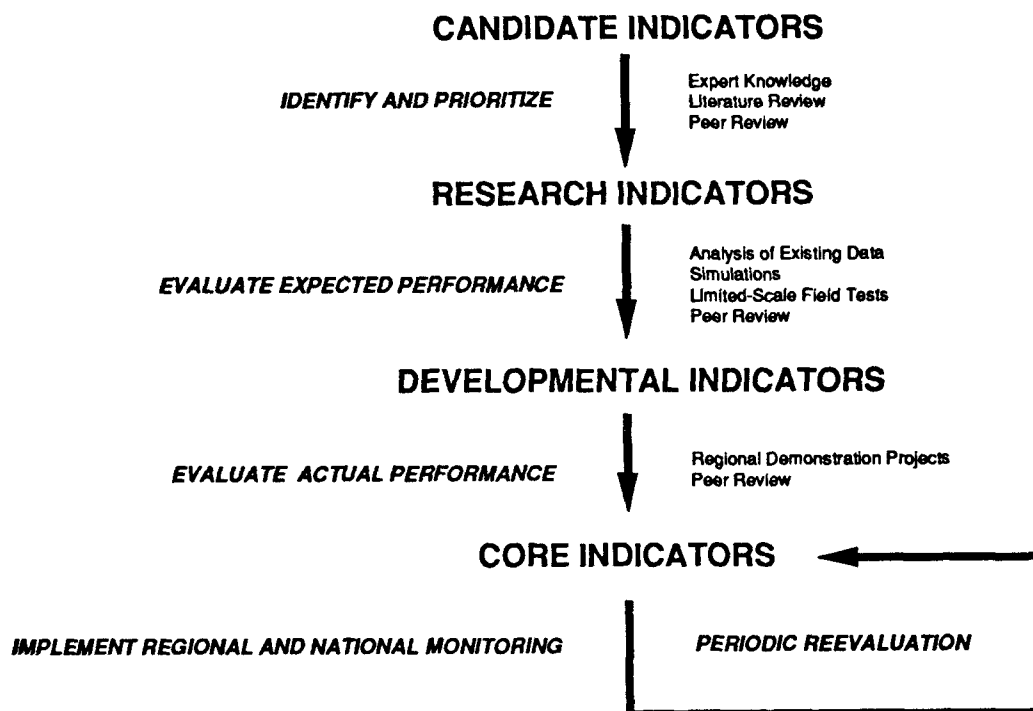 CANDIDATE INDICATORS
IDENTIFY AND PRIORITIZE
Expert Knowledge
Literature Review
Peer Review
RESEARCH INDICATORS
EVALUATE EXPECTED PERFORMANCE
Analysis of Existing Data
Simulations
Limited-Scale Field Tests
Peer Review
DEVELOPMENTAL INDICATORS
EVALUATE ACTUAL PERFORMANCE
Regional Demonstration Projects
Peer Review
CORE INDICATORS
IMPLEMENT REGIONAL AND NATIONAL MONITORING
PERIODIC REEVALUATION